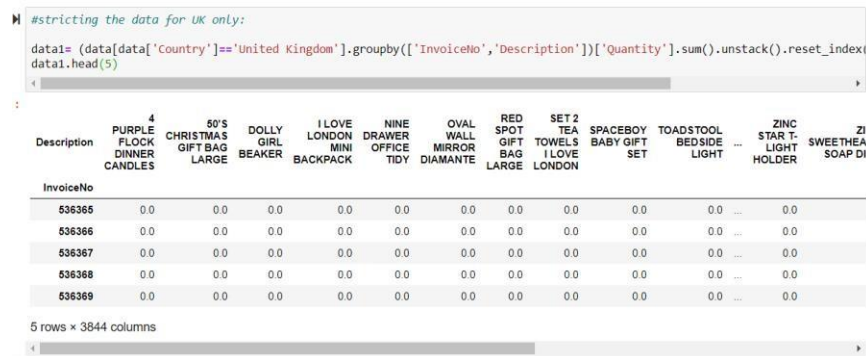 #stricting the data for UK only:
data1= (data[data['Country']=='United Kingdom'].groupby(['InvoiceNo','Description'])['Quantity'].sum().unstack().reset_index(
data1.head(5)
:
Description 4 PURPLE FLOCK DINNER CANDLES 50'S CHRISTMAS GIFT BAG LARGE DOLLY GIRL BEAKER I LOVE LONDON MINI BACKPACK NINE DRAWER OFFICE TIDY OVAL WALL MIRROR DIAMANTE RED SPOT GIFT BAG LARGE SET 2 TEA TOWELS I LOVE LONDON SPACEBOY BABY GIFT SET TOADSTOOL BEDSIDE LIGHT ... ZINC STAR T-LIGHT HOLDER ZI SWEETHEA SOAP DI
InvoiceNo
536365 0.0 0.0 0.0 0.0 0.0 0.0 0.0 0.0 0.0 0.0 ... 0.0
536366 0.0 0.0 0.0 0.0 0.0 0.0 0.0 0.0 0.0 0.0 ... 0.0
536367 0.0 0.0 0.0 0.0 0.0 0.0 0.0 0.0 0.0 0.0 ... 0.0
536368 0.0 0.0 0.0 0.0 0.0 0.0 0.0 0.0 0.0 0.0 ... 0.0
536369 0.0 0.0 0.0 0.0 0.0 0.0 0.0 0.0 0.0 0.0 ... 0.0
5 rows × 3844 columns